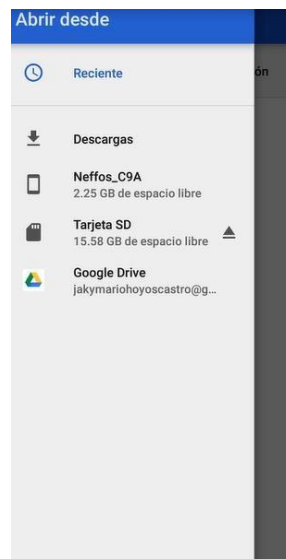 Abrir desde
Reciente
ón
Descargas
Neffos_C9A
2.25 GB de espacio libre
Tarjeta SD
15.58 GB de espacio libre
Google Drive
jakymariohoyoscastro@g...